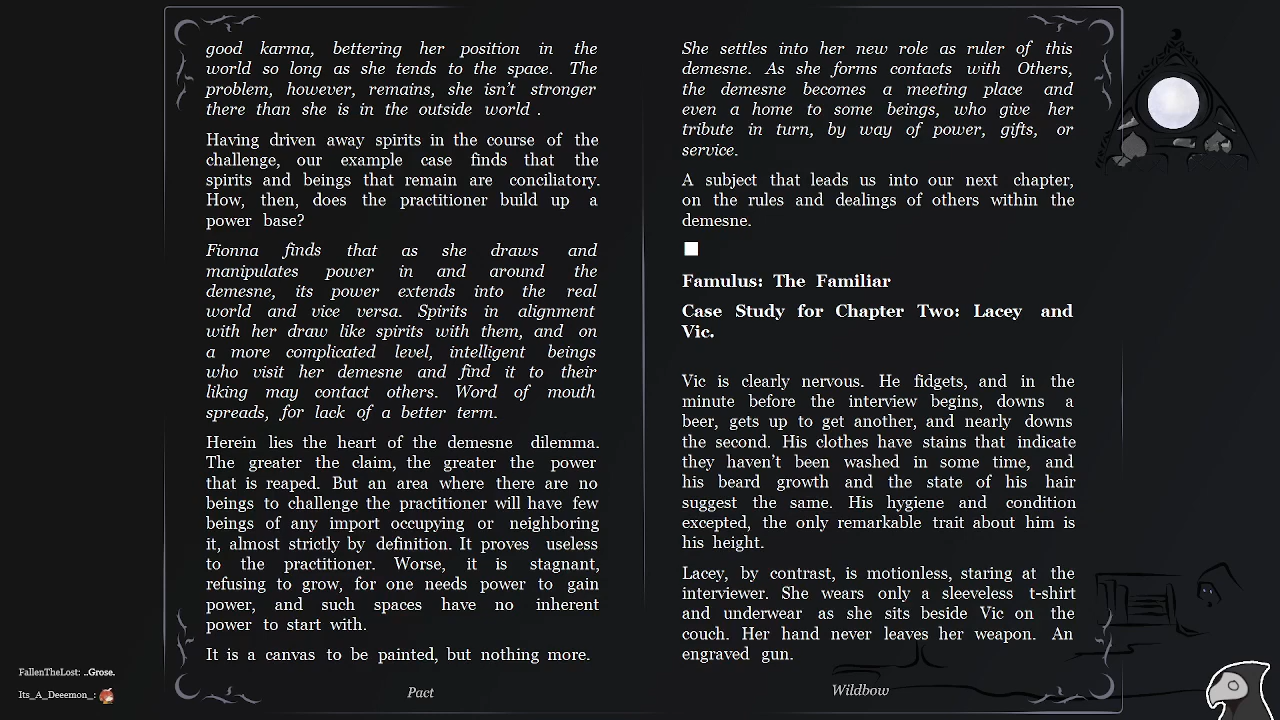 good karma, bettering her position in the
world so long as she tends to the space. The
problem, however, remains, she isn't stronger
there than she is in the outside world .
Having driven away spirits in the course of the
challenge, our example case finds that the
spirits and beings that remain are conciliatory.
How, then, does the practitioner build up a
power base?
Fionna finds that as she draws and
manipulates power in and around the
demesne, its power extends into the real
world and vice versa. Spirits in alignment
with her draw like spirits with them, and on
a more complicated level, intelligent beings
who visit her demesne and find it to their
liking may contact others. Word of mouth
spreads, for lack of a better term.
Herein lies the heart of the demesne dilemma.
The greater the claim, the greater the power
that is reaped. But an area where there are no
beings to challenge the practitioner will have few
beings of any import occupying or neighboring
it, almost strictly by definition. It proves useless
to the practitioner. Worse, it is stagnant,
refusing to grow, for one needs power to gain
power, and such spaces have no inherent
power to start with.
It is a canvas to be painted, but nothing more.
Pact
She settles into her new role as ruler of this
demesne. As she forms contacts with Others,
the demesne becomes a meeting place and
even a home to some beings, who give her
tribute in turn, by way of power, gifts, or
service.
A subject that leads us into our next chapter,
on the rules and dealings of others within the
demesne.
Famulus: The Familiar
Case Study for Chapter Two: Lacey and
Vic.
Vic is clearly nervous. He fidgets, and in the
minute before the interview begins, downs a
beer, gets up to get another, and nearly downs
the second. His clothes have stains that indicate
they haven't been washed in some time, and
his beard growth and the state of his hair
suggest the same. His hygiene and condition
excepted, the only remarkable trait about him is
his height.
Lacey, by contrast, is motionless, staring at the
interviewer. She wears only a sleeveless t-shirt
and underwear as she sits beside Vic on the
couch. Her hand never leaves her weapon. An
engraved gun.
Wildbow
FallenTheLost: ..Grose.
Its_A_Deeemon_: